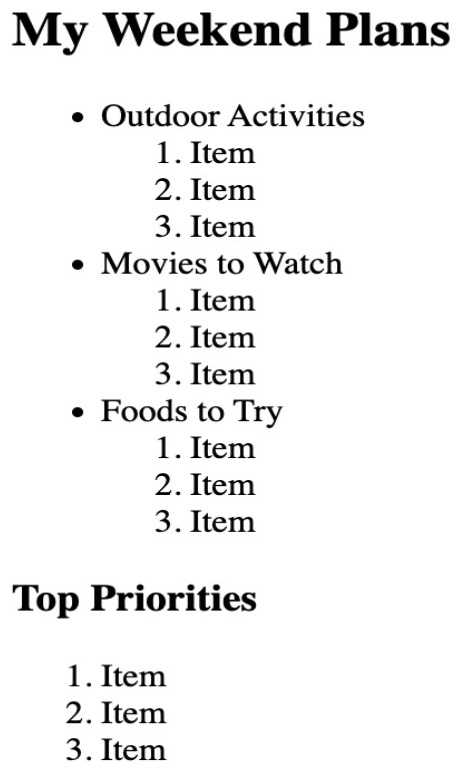 My Weekend Plans
• Outdoor Activities
1. Item
2. Item
3. Item
• Movies to Watch
1. Item
2. Item
3. Item
• Foods to Try
1. Item
2. Item
3. Item
Top Priorities
1. Item
2. Item
3. Item